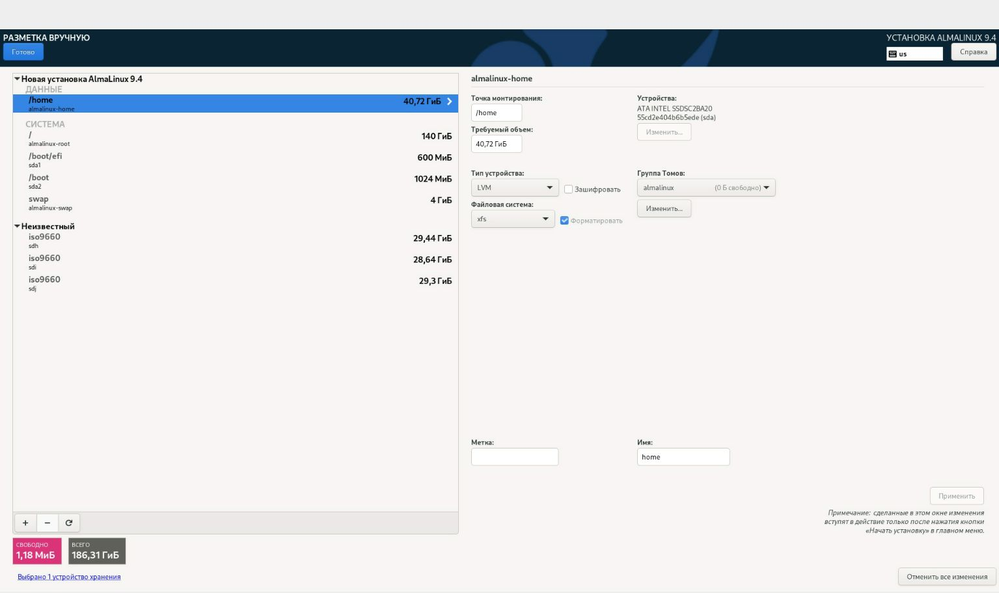 РАЗМЕТКА ВРУЧНУЮ
УСТАНОВКА ALMALINUX 9.4
Готово
us
Справка
Новая установка AlmaLinux 9.4
ДАННЫЕ
/home
40,72 ГиБ
almalinux-home
СИСТЕМА
/
140 ГиБ
almalinux-root
/boot/efi
600 МиБ
sda1
/boot
1024 МиБ
sda2
swap
4 ГиБ
almalinux-swap
Неизвестный
iso9660
29,44 ГиБ
sdh
iso9660
28,64 ГиБ
sdi
iso9660
29,3 ГиБ
sdj
+ −
СВОБОДНО
1,18 МиБ
ВСЕГО
186,31 ГиБ
Выбрано 1 устройство хранения
almalinux-home
Точка монтирования:
/home
Требуемый объем:
40,72 ГиБ
Устройства:
ATA INTEL SSDSC2BA20
55cd2e404b6b5ede (sda)
Изменить...
Тип устройства:
LVM
Зашифровать
Файловая система:
xfs
Форматировать
Группа Томов:
almalinux (0 Б свободно)
Изменить...
Метка:
Имя:
home
Применить
Примечание: сделанные в этом окне изменения
вступят в действие только после нажатия кнопки
«Начать установку» в главном меню.
Отменить все изменения